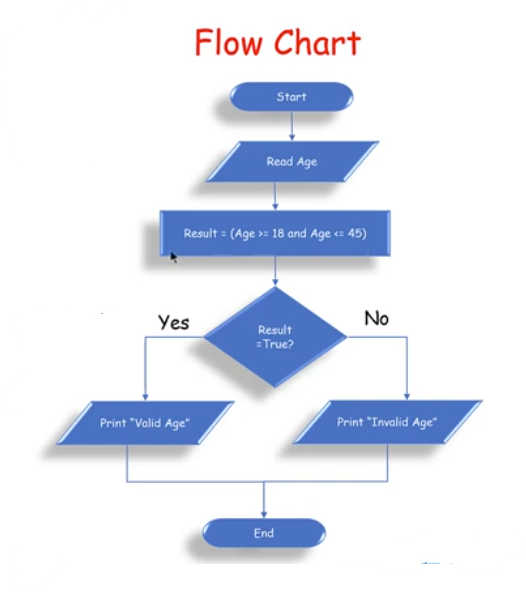 Flow Chart
Start
Read Age
Result = (Age >= 18 and Age <= 45)
Result
=True?
Yes
No
Print “Valid Age”
Print “Invalid Age”
End